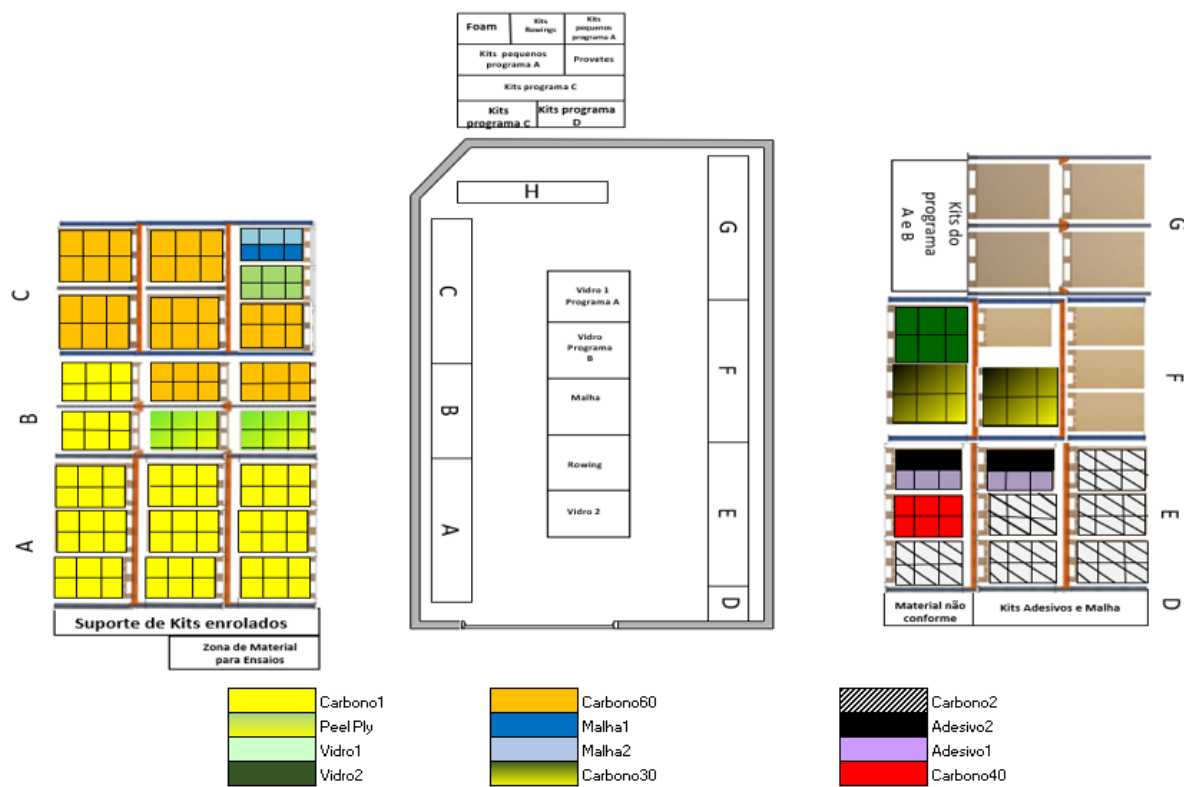 Foam
Kits
Rowings
Kits
pequenos
programa A
Kits pequenos
programa A
Provetes
Kits programa C
Kits
programa C
Kits programa
D
H
G
F
E
D
C
B
A
Vidro 1
Programa A
Vidro
Programa
B
Malha
Rowing
Vidro 2
C
B
A
Suporte de Kits enrolados
Zona de Material
para Ensaios
Kits do
programa
A e B
G
F
E
D
Material não
conforme
Kits Adesivos e Malha
Carbono1
Peel Ply
Vidro1
Vidro2
Carbono60
Malha1
Malha2
Carbono30
Carbono2
Adesivo2
Adesivo1
Carbono40